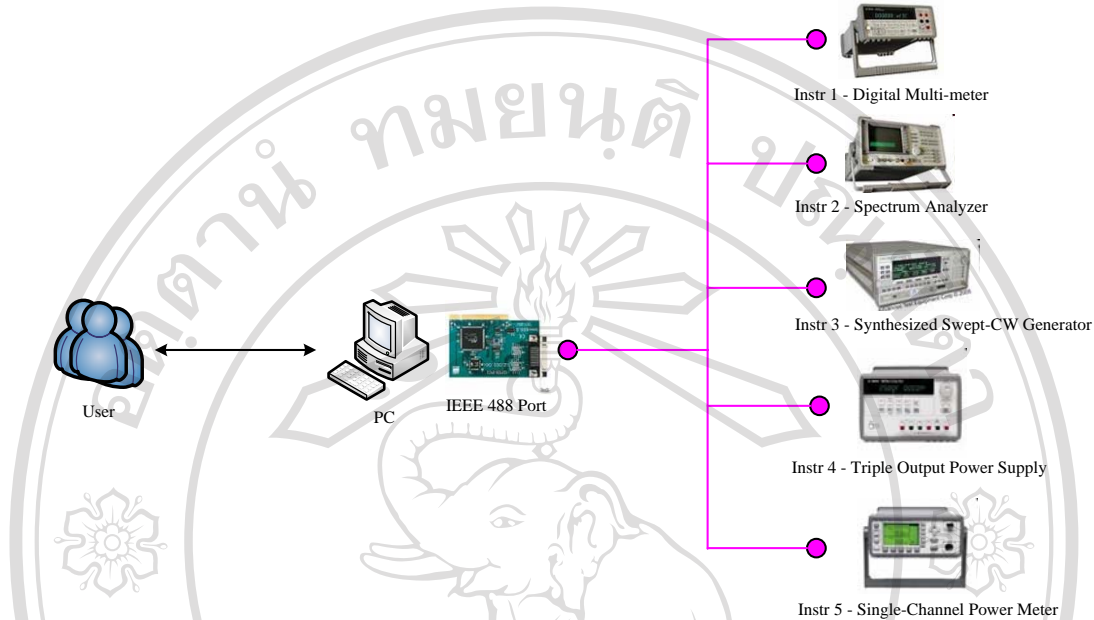 Instr 1 - Digital Multi-meter
Instr 2 - Spectrum Analyzer
Instr 3 - Synthesized Swept-CW Generator
User
PC
IEEE 488 Port
Instr 4 - Triple Output Power Supply
Instr 5 - Single-Channel Power Meter